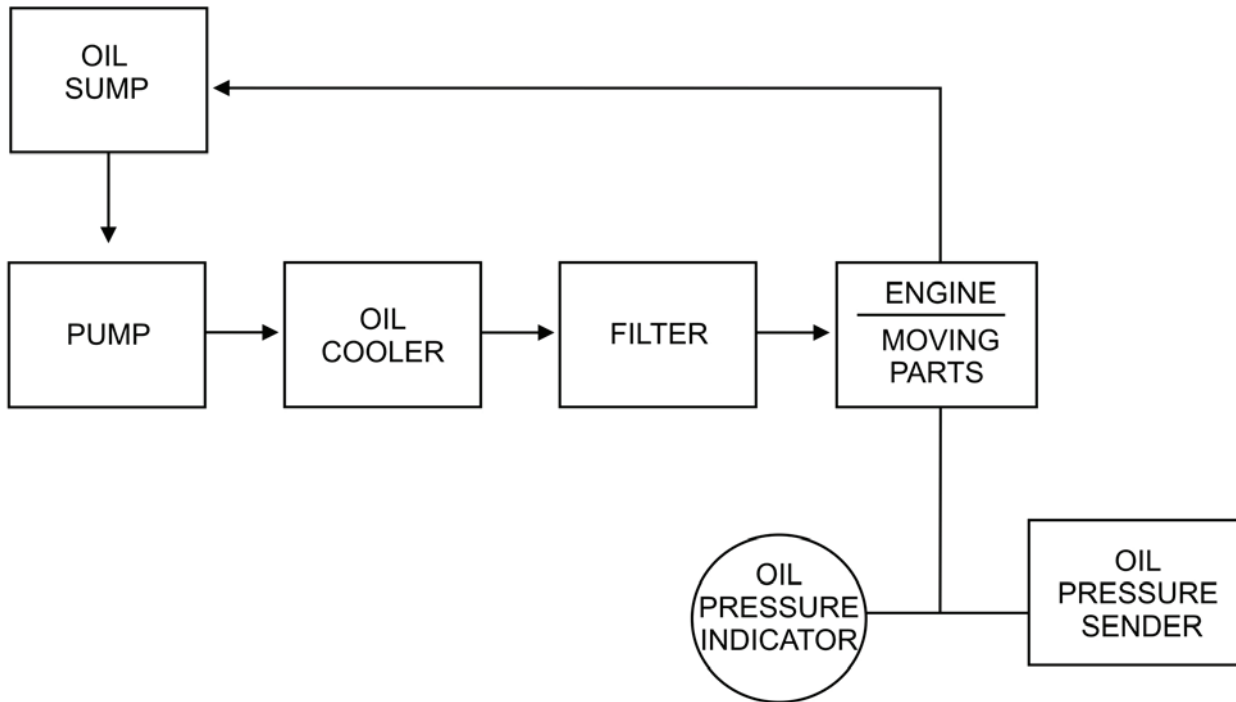 OIL
SUMP
PUMP
OIL
COOLER
FILTER
ENGINE
MOVING
PARTS
OIL
PRESSURE
INDICATOR
OIL
PRESSURE
SENDER